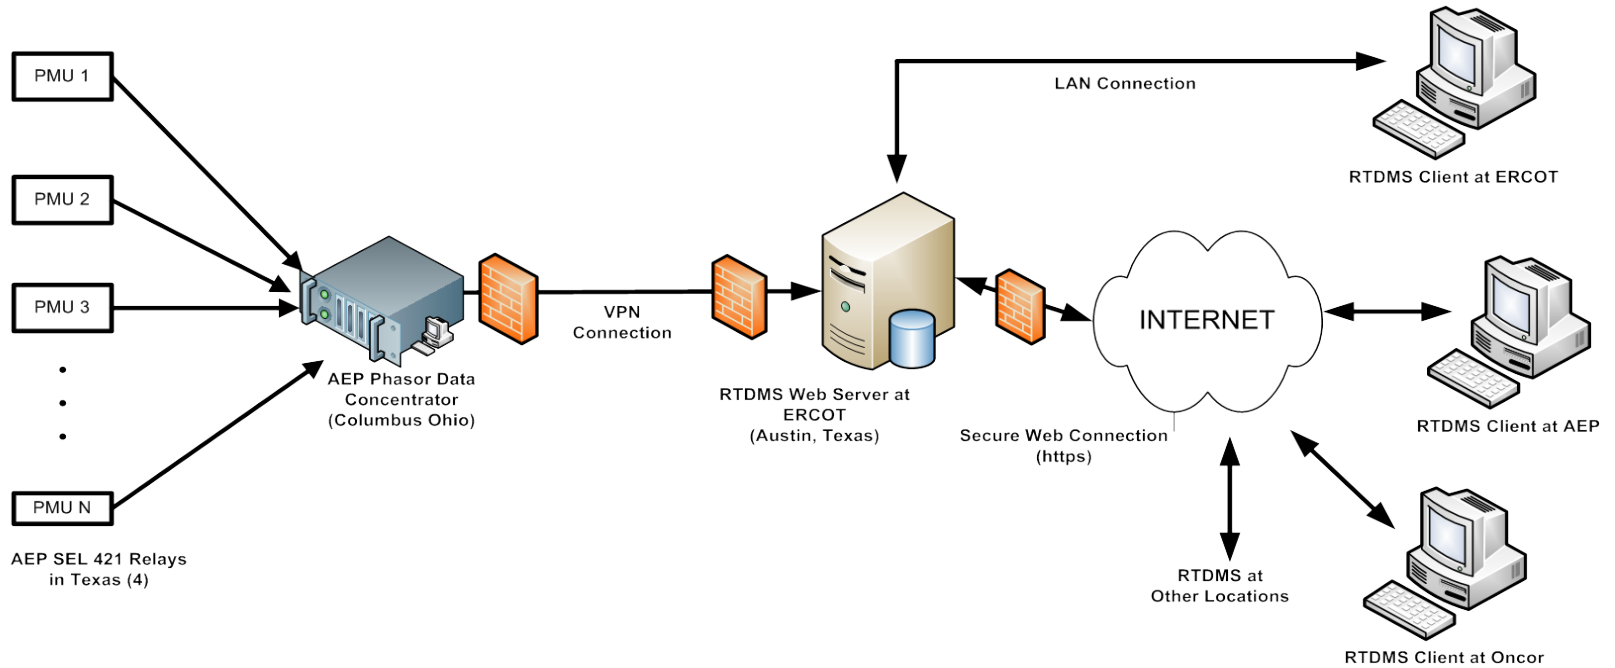 PMU 1
PMU 2
PMU 3
PMU N
AEP SEL 421 Relays
in Texas (4)
AEP Phasor Data
Concentrator
(Columbus Ohio)
VPN
Connection
RTDMS Web Server at
ERCOT
(Austin, Texas)
LAN Connection
RTDMS Client at ERCOT
INTERNET
Secure Web Connection
(https)
RTDMS Client at AEP
RTDMS at
Other Locations
RTDMS Client at Oncor